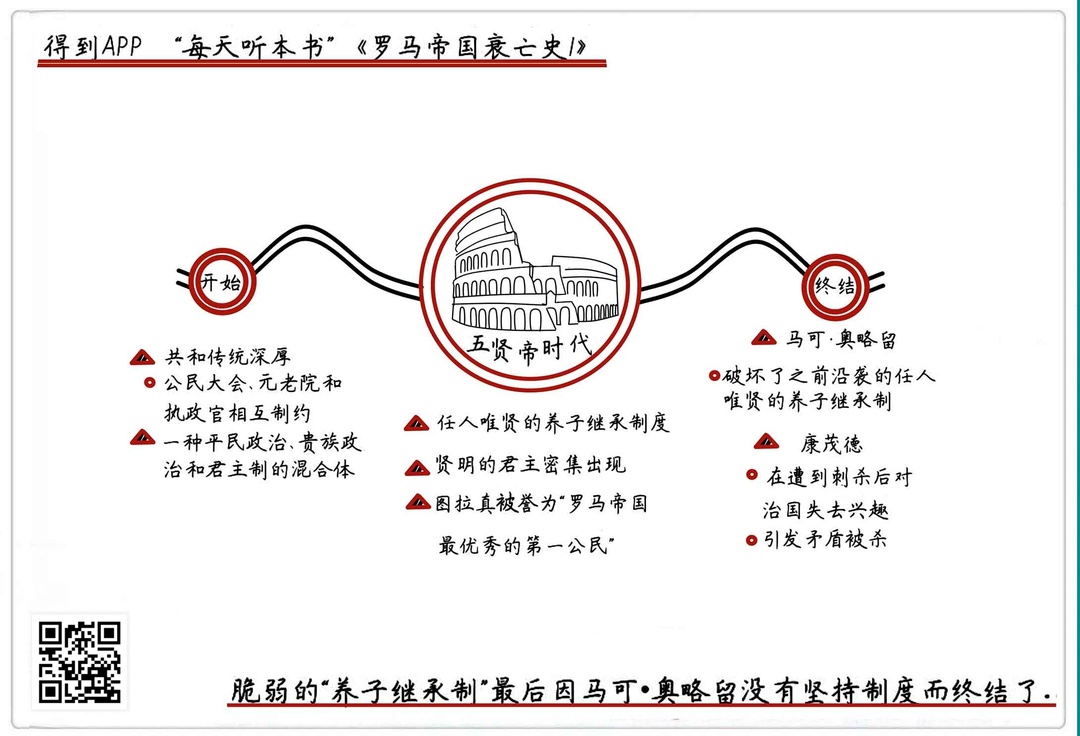 得到APP “每天听本书”《罗马帝国衰亡史1》
开始
共和传统深厚
公民大会、元老院和
执政官相互制约
一种平民政治、贵族政
治和君主制的混合体
五贤帝时代
任人唯贤的养子继承制度
贤明的君主密集出现
图拉真被誉为“罗马帝国
最优秀的第一公民”
终结
马可·奥略留
破坏了之前沿袭的任人
唯贤的养子继承制
康茂德
在遭到刺杀后对
治国失去兴趣
引发矛盾被杀
脆弱的“养子继承制”最后因马可·奥略留没有坚持制度而终结了.